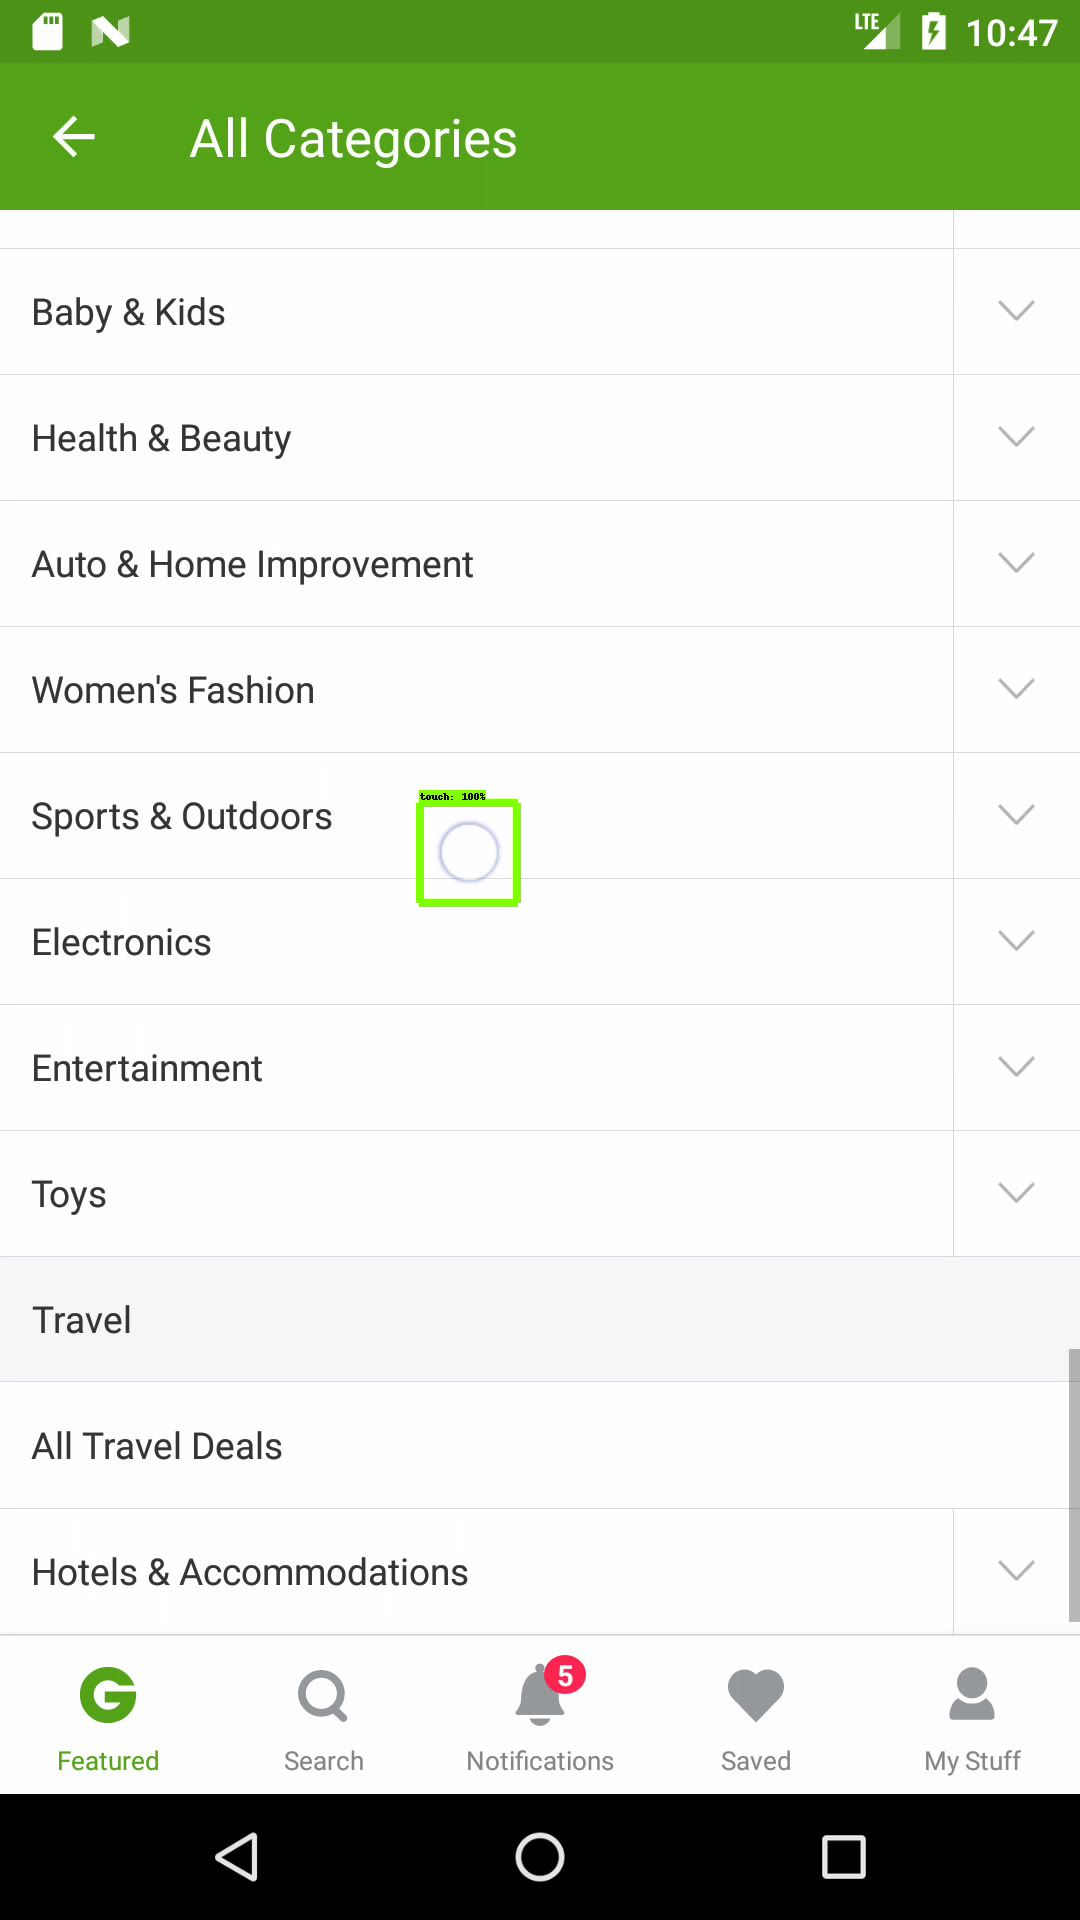 LTE 10:47
All Categories
Baby & Kids
Health & Beauty
Auto & Home Improvement
Women's Fashion
touch: 100%
Sports & Outdoors
Electronics
Entertainment
Toys
Travel
All Travel Deals
Hotels & Accommodations
5
Featured Search Notifications Saved My Stuff